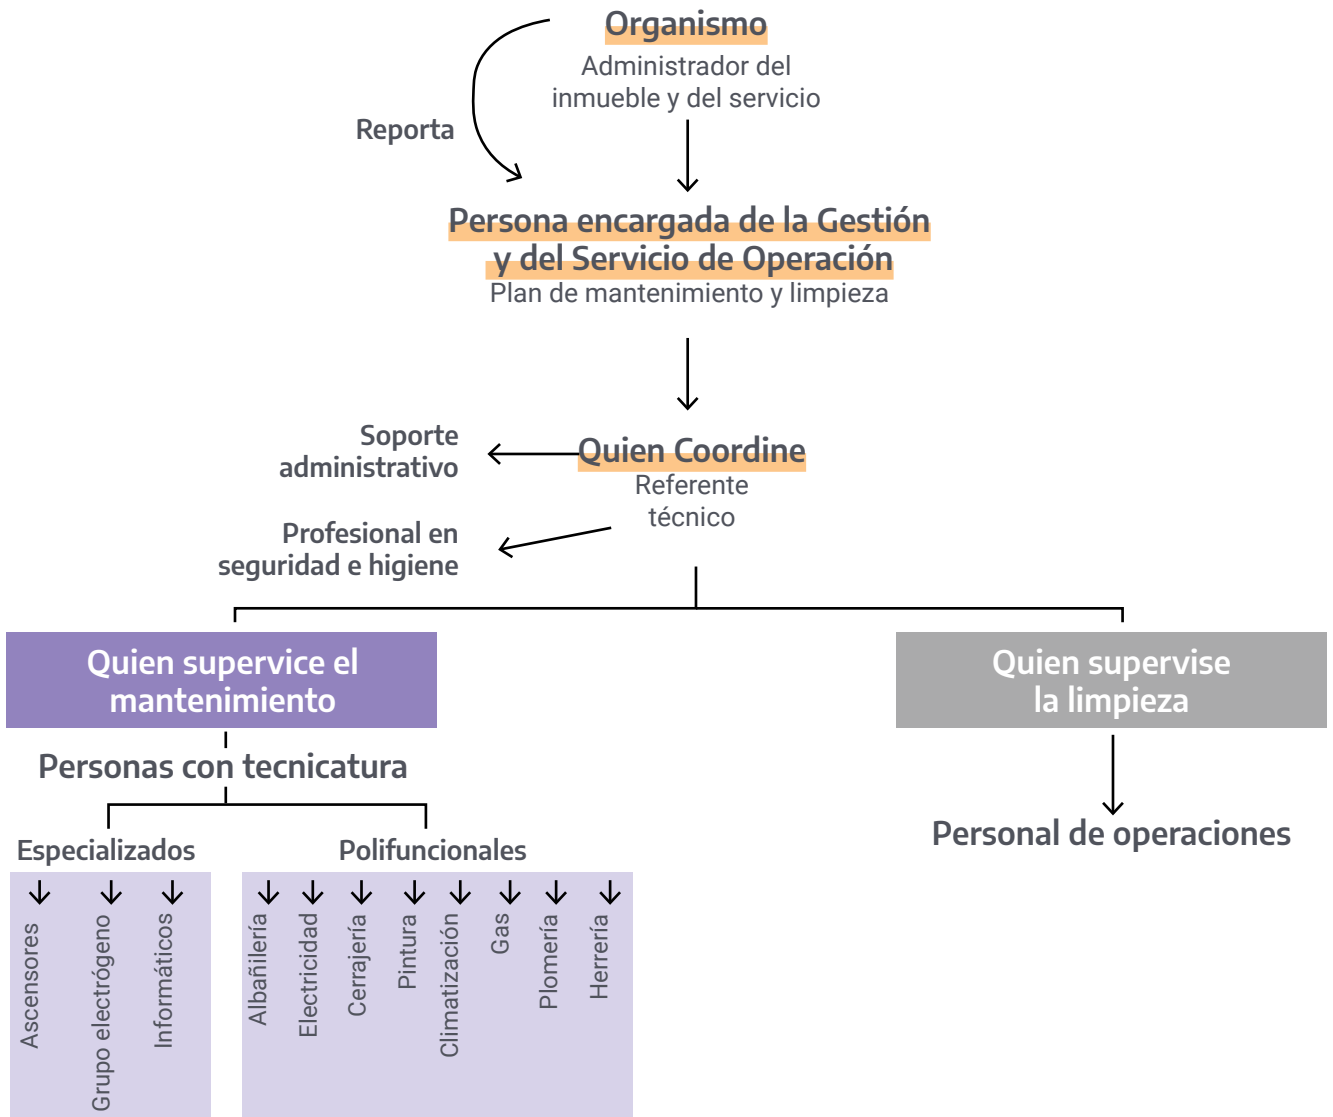 Organismo
Administrador del
inmueble y del servicio
Reporta
Persona encargada de la Gestión
y del Servicio de Operación
Plan de mantenimiento y limpieza
Soporte
administrativo
Quien Coordine
Referente
técnico
Profesional en
seguridad e higiene
Quien supervice el
mantenimiento
Quien supervise
la limpieza
Personas con tecnicatura
Personal de operaciones
Especializados
Polifuncionales
Ascensores
Grupo electrógeno
Informáticos
Albañilería
Electricidad
Cerrajería
Pintura
Climatización
Gas
Plomería
Herrería